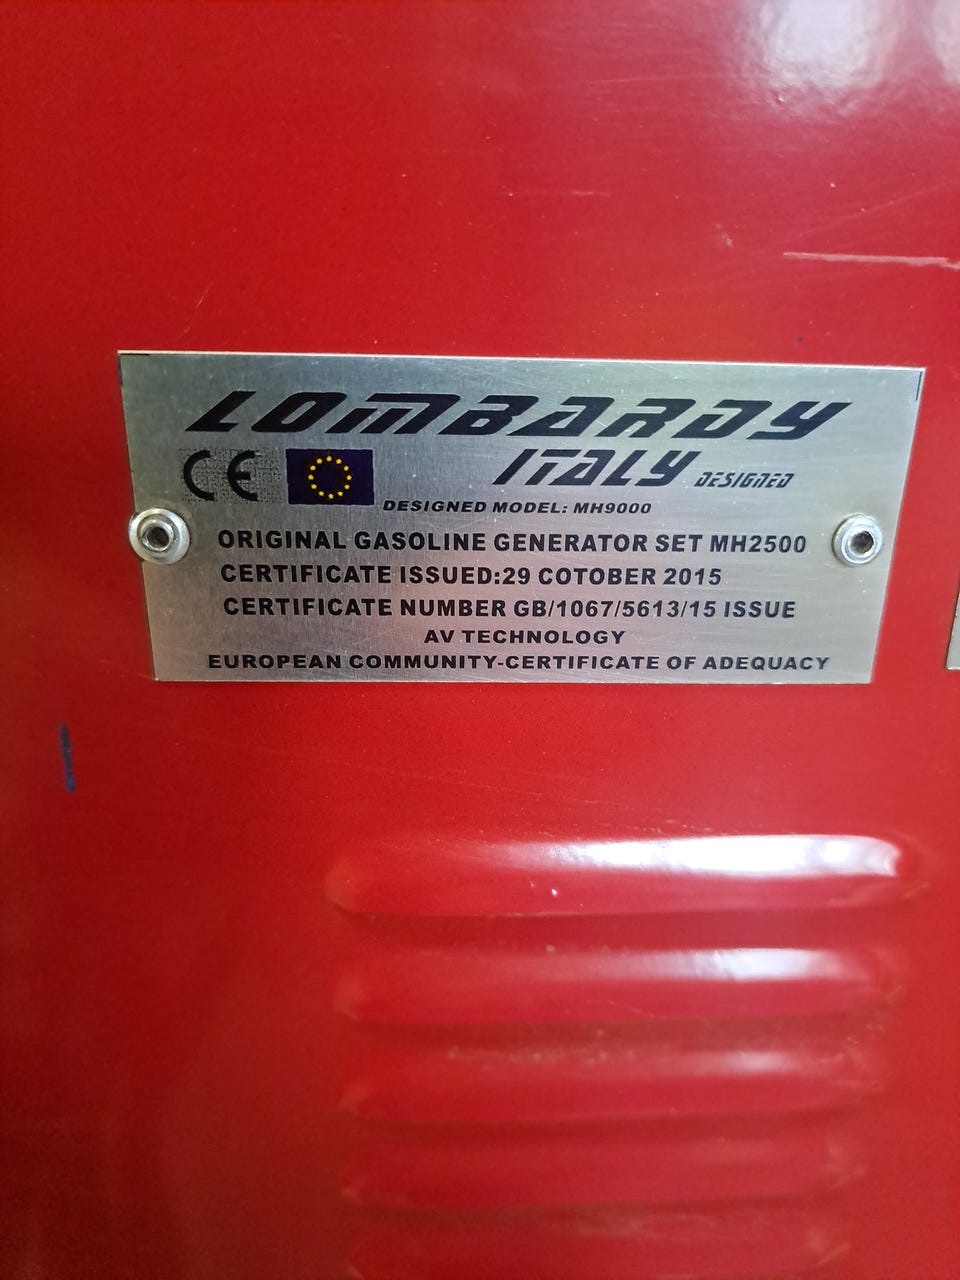 LOMBARDY
ITALY DESIGNED
CE
DESIGNED MODEL: MH9000
ORIGINAL GASOLINE GENERATOR SET MH2500
CERTIFICATE ISSUED:29 COTOBER 2015
CERTIFICATE NUMBER GB/1067/5613/15 ISSUE
AV TECHNOLOGY
EUROPEAN COMMUNITY-CERTIFICATE OF ADEQUACY